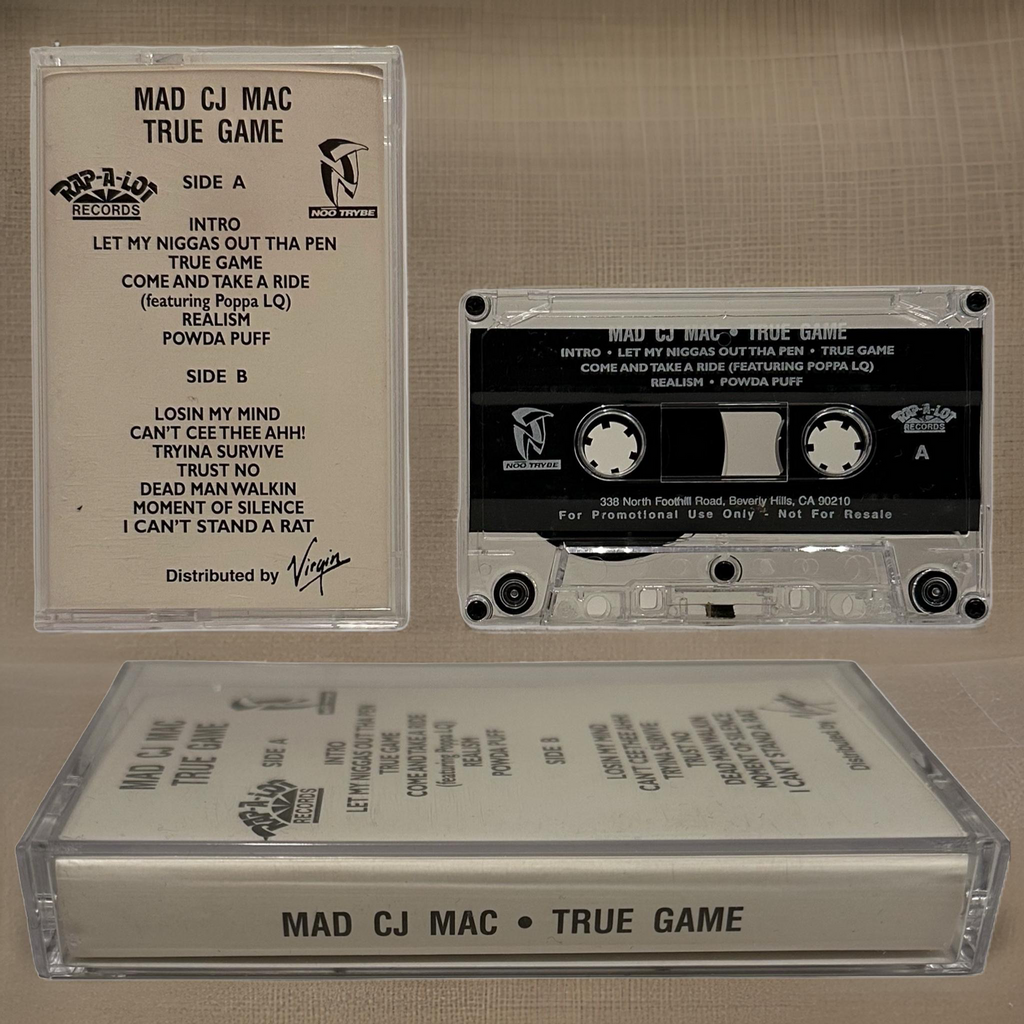 MAD CJ MAC
TRUE GAME
SIDE A
RAP-A-LOT
RECORDS
NOO TRYBE
INTRO
LET MY NIGGAS OUT THA PEN
TRUE GAME
COME AND TAKE A RIDE
(featuring Poppa LQ)
REALISM
POWDA PUFF
SIDE B
LOSIN MY MIND
CAN'T CEE THEE AHH!
TRYINA SURVIVE
TRUST NO
DEAD MAN WALKIN
MOMENT OF SILENCE
I CAN'T STAND A RAT
Distributed by Virgin
MAD CJ MAC • TRUE GAME
INTRO • LET MY NIGGAS OUT THA PEN • TRUE GAME
COME AND TAKE A RIDE (FEATURING POPPA LQ)
REALISM • POWDA PUFF
NOO TRYBE
RAP-A-LOT
RECORDS
A
338 North Foothill Road, Beverly Hills, CA 90210
For Promotional Use Only - Not For Resale
MAD CJ MAC
TRUE GAME
SIDE A
RAP-A-LOT
RECORDS
INTRO
LET MY NIGGAS OUT THA PEN
TRUE GAME
COME AND TAKE A RIDE
(featuring Poppa LQ)
REALISM
POWDA PUFF
SIDE B
LOSIN MY MIND
CAN'T CEE THEE AHH!
TRYINA SURVIVE
TRUST NO
DEAD MAN WALKIN
MOMENT OF SILENCE
I CAN'T STAND A RAT
Distributed by
MAD CJ MAC • TRUE GAME